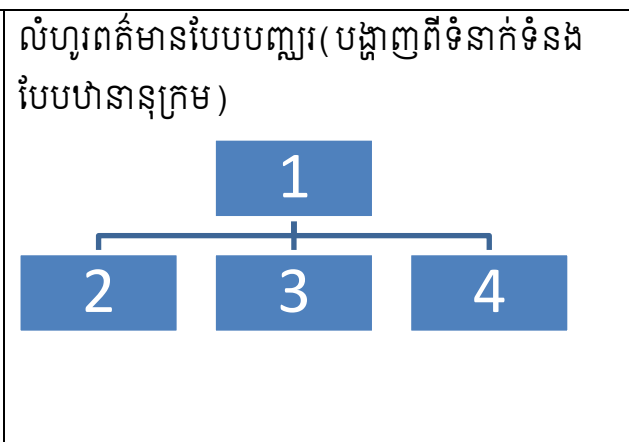 លំហូរពត៌មានបែបបញ្ឈរ( បង្ហាញពីទំនាក់ទំនង
បែបឋានានុក្រម )
1
2 3 4